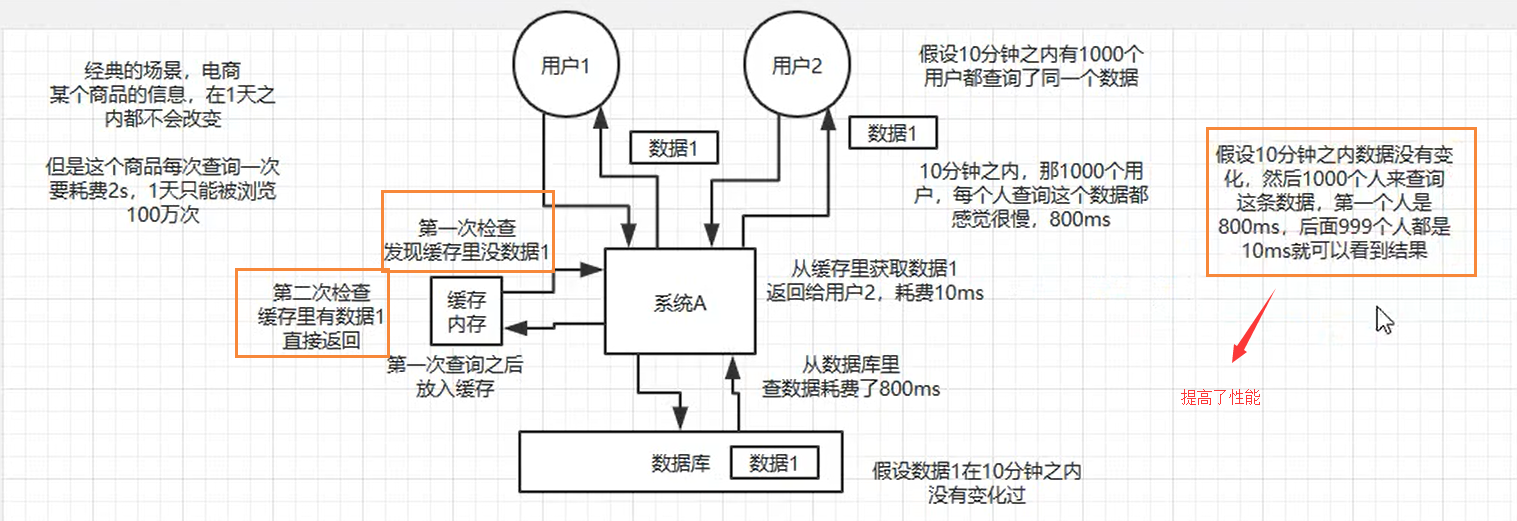 经典的场景，电商
某个商品的信息，在1天之
内都不会改变
但是这个商品每次查询一次
要耗费2s，1天只能被浏览
100万次
用户1
用户2
假设10分钟之内有1000个
用户都查询了同一个数据
数据1
数据1
10分钟之内，那1000个用
户，每个人查询这个数据都
感觉很慢，800ms
假设10分钟之内数据没有变
化，然后1000个人来查询
这条数据，第一个人是
800ms，后面999个人都是
10ms就可以看到结果
第一次检查
发现缓存里没数据1
第二次检查
缓存里有数据1
直接返回
缓存
内存
系统A
从缓存里获取数据1
返回给用户2，耗费10ms
第一次查询之后
放入缓存
从数据库里
查数据耗费了800ms
提高了性能
数据库
数据1
假设数据1在10分钟之内
没有变化过